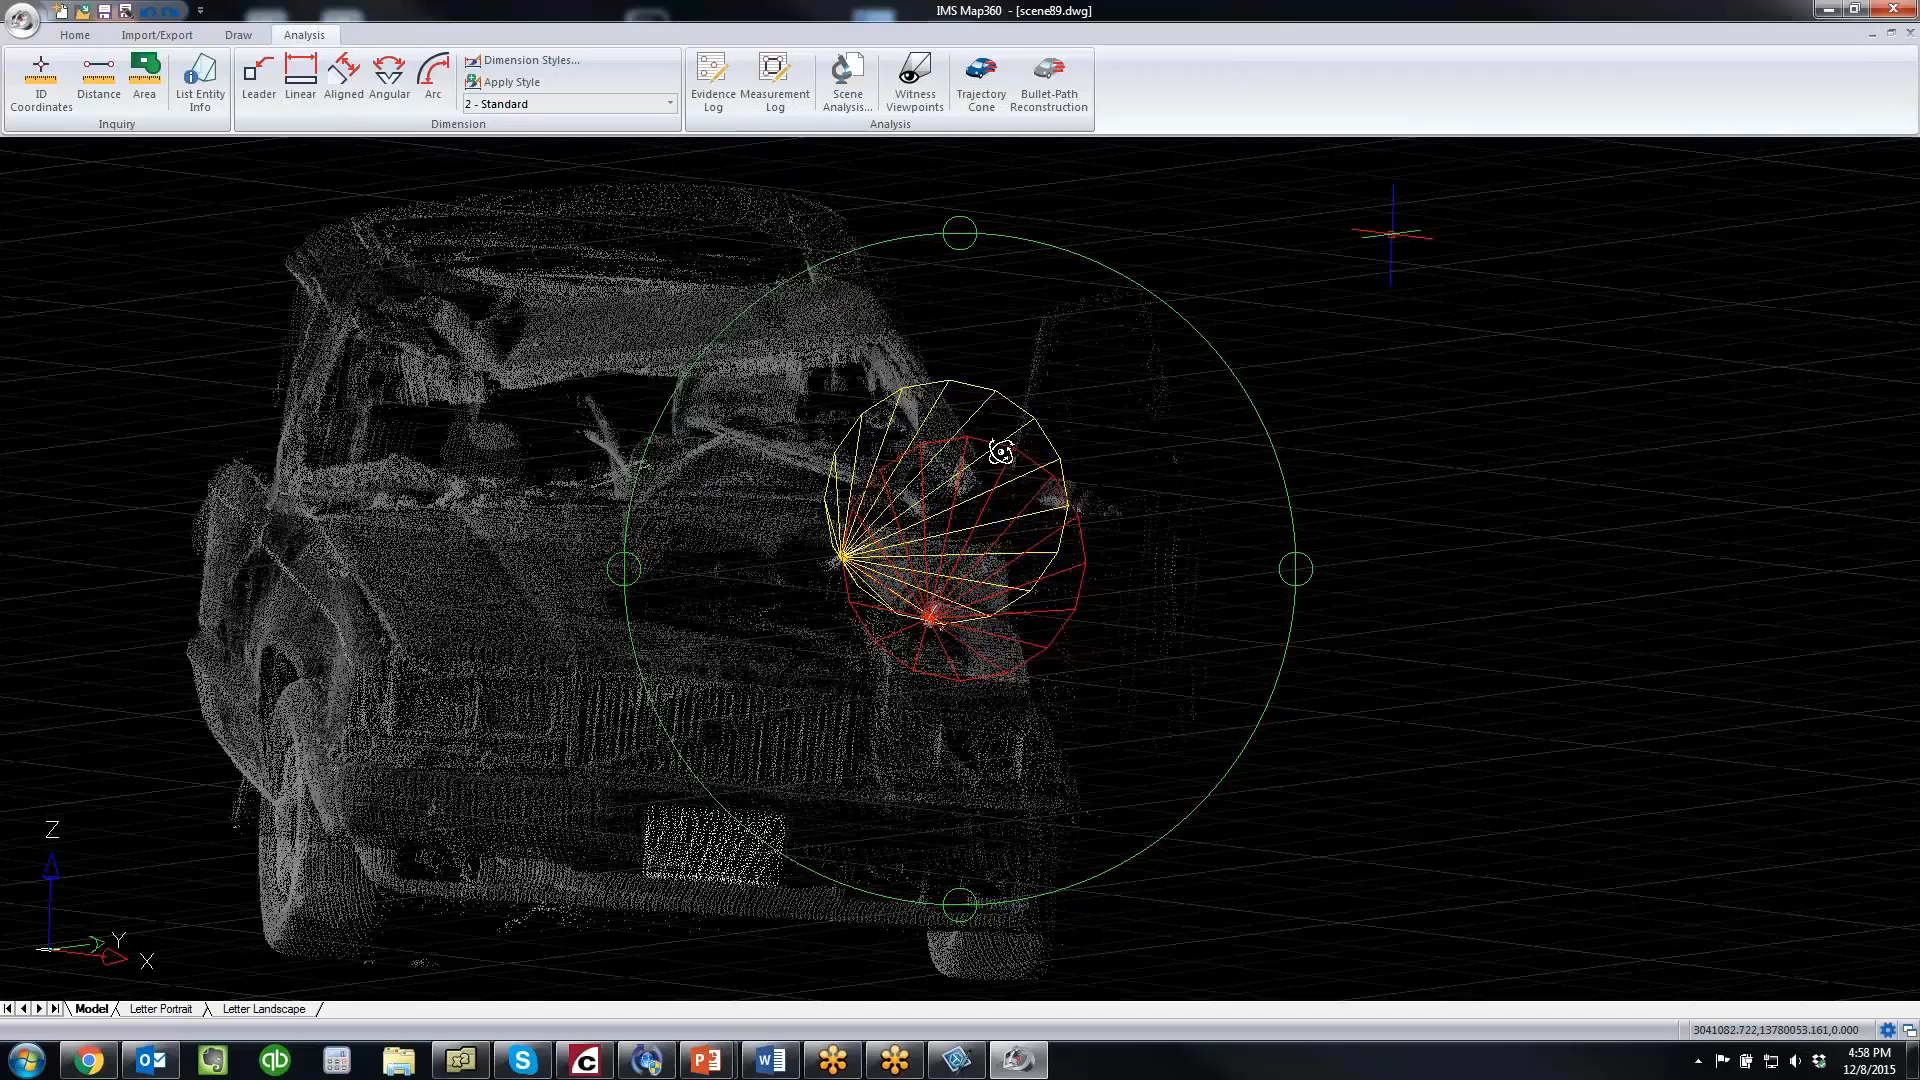 IMS Map360 - [scene89.dwg]
Home Import/Export Draw Analysis
ID Coordinates
Distance
Area
List Entity Info
Inquiry
Leader
Linear
Aligned
Angular
Arc
Dimension Styles...
Apply Style
2 - Standard
Dimension
Evidence Log
Measurement Log
Scene Analysis...
Witness Viewpoints
Trajectory Cone
Bullet-Path Reconstruction
Analysis
Z
Y
X
Model Letter Portrait Letter Landscape
3041082.722,13780053.161,0.000
4:58 PM
12/8/2015